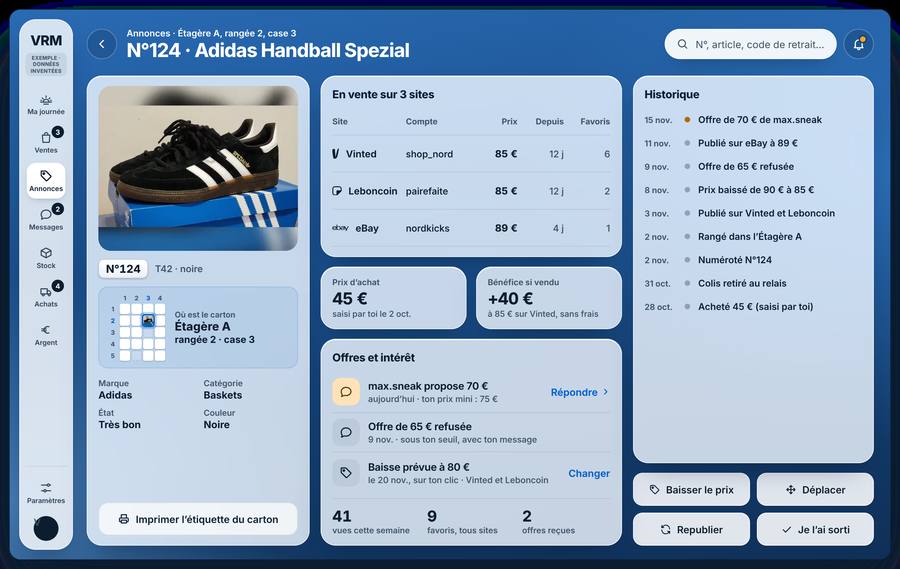 VRM
EXEMPLE ·
DONNÉES
INVENTÉES
Ma journée
3
Ventes
Annonces
2
Messages
Stock
4
Achats
Argent
Paramètres
Annonces · Étagère A, rangée 2, case 3
N°124 · Adidas Handball Spezial
N°, article, code de retrait…
N°124
T42 · noire
1 2 3 4
1
2
3
4
5
Où est le carton
Étagère A
rangée 2 · case 3
Marque
Adidas
Catégorie
Baskets
État
Très bon
Couleur
Noire
Imprimer l’étiquette du carton
En vente sur 3 sites
Site Compte Prix Depuis Favoris
Vinted shop_nord 85 € 12 j 6
Leboncoin pairefaite 85 € 12 j 2
ebay eBay nordkicks 89 € 4 j 1
Prix d’achat
45 €
saisi par toi le 2 oct.
Bénéfice si vendu
+40 €
à 85 € sur Vinted, sans frais
Offres et intérêt
max.sneak propose 70 €
aujourd’hui · ton prix mini : 75 €
Répondre
Offre de 65 € refusée
9 nov. · sous ton seuil, avec ton message
Baisse prévue à 80 €
le 20 nov., sur ton clic · Vinted et Leboncoin
Changer
41
vues cette semaine
9
favoris, tous sites
2
offres reçues
Historique
15 nov. Offre de 70 € de max.sneak
11 nov. Publié sur eBay à 89 €
9 nov. Offre de 65 € refusée
8 nov. Prix baissé de 90 € à 85 €
3 nov. Publié sur Vinted et Leboncoin
2 nov. Rangé dans l’Étagère A
2 nov. Numéroté N°124
31 oct. Colis retiré au relais
28 oct. Acheté 45 € (saisi par toi)
Baisser le prix
Déplacer
Republier
Je l’ai sorti